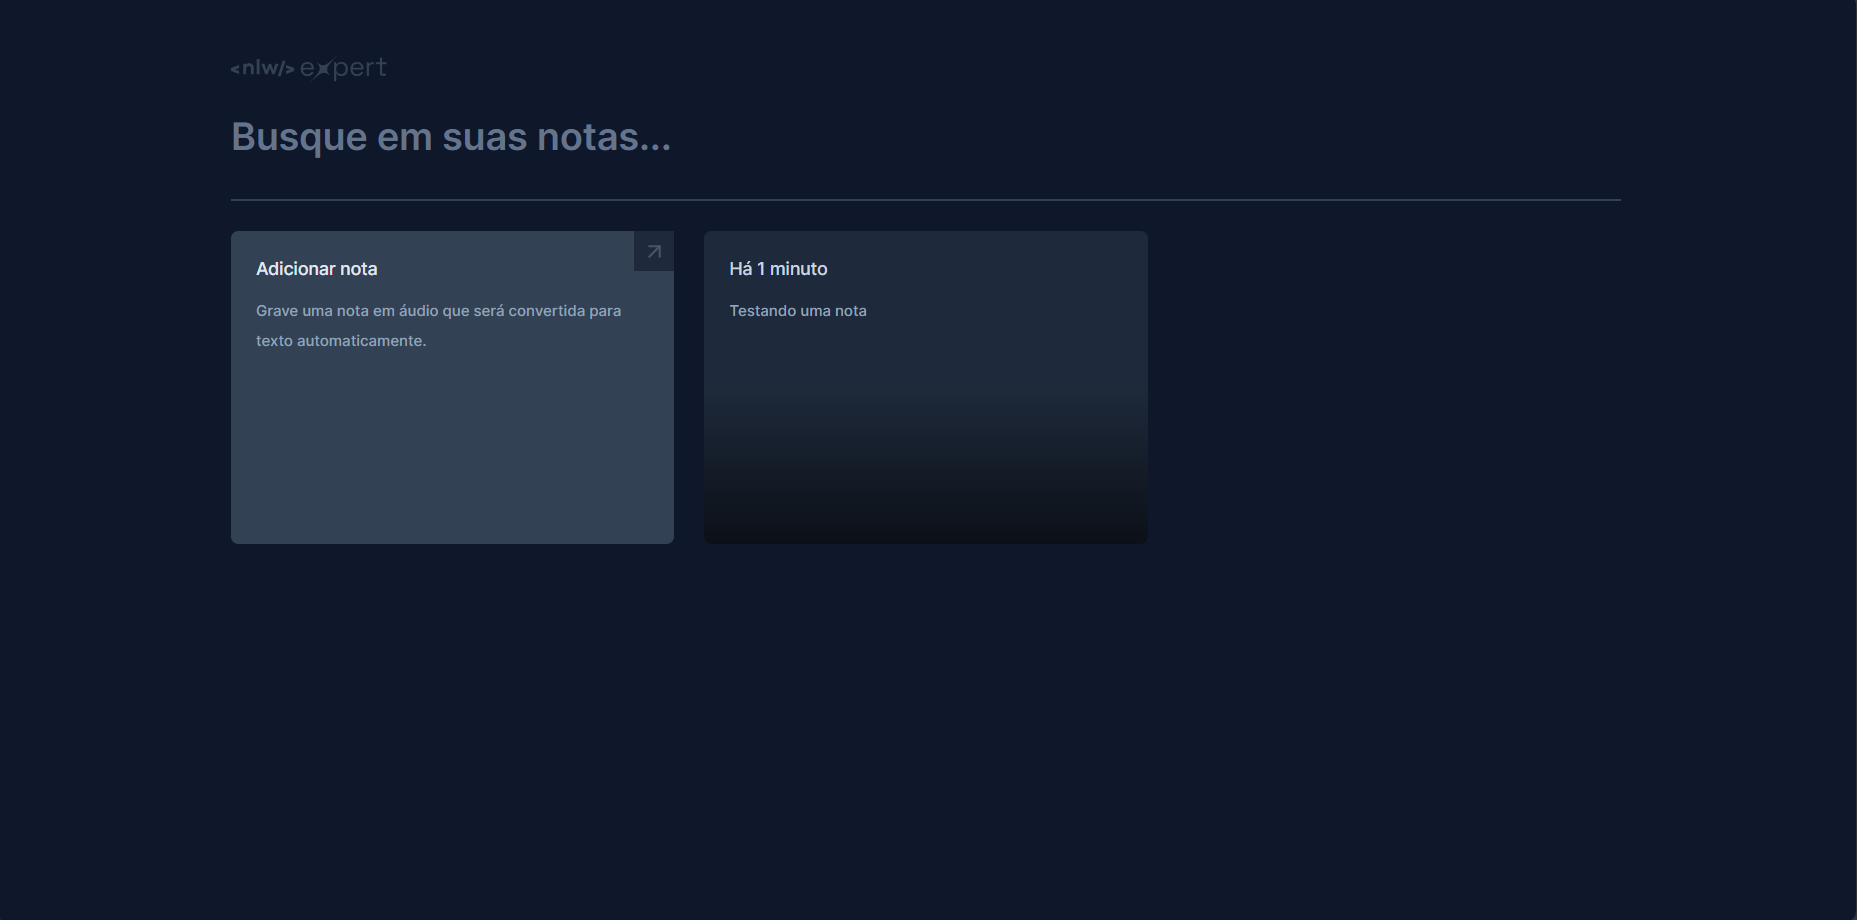 <nlw/> expert
Busque em suas notas...
Adicionar nota
Grave uma nota em áudio que será convertida para
texto automaticamente.
Há 1 minuto
Testando uma nota